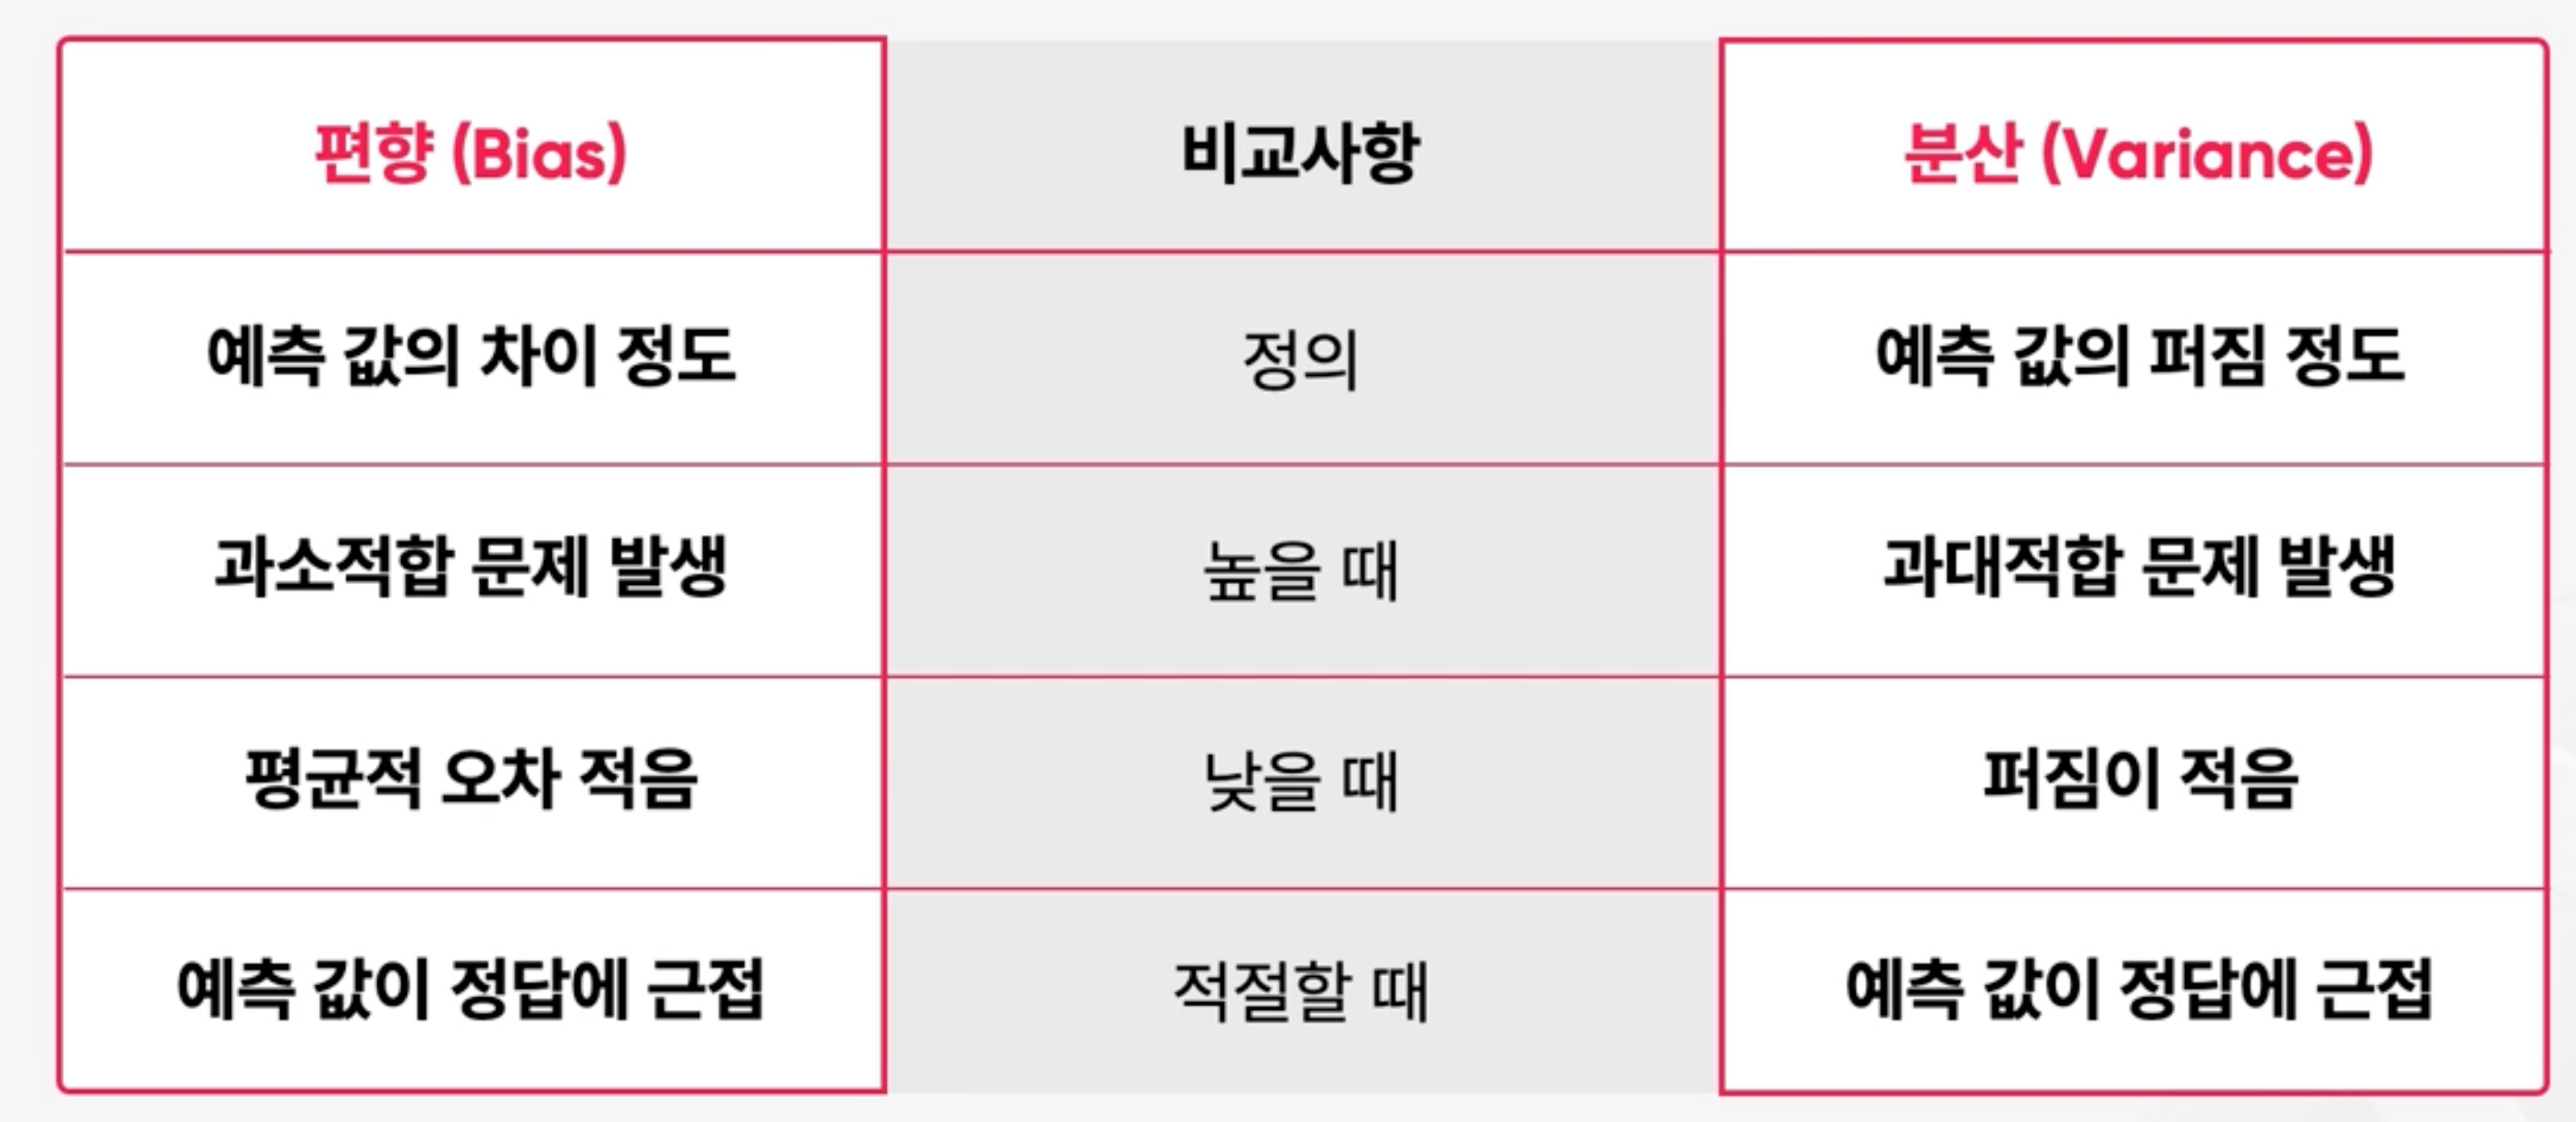 편향 (Bias) 비교사항 분산 (Variance)
예측 값의 차이 정도 정의 예측 값의 퍼짐 정도
과소적합 문제 발생 높을 때 과대적합 문제 발생
평균적 오차 적음 낮을 때 퍼짐이 적음
예측 값이 정답에 근접 적절할 때 예측 값이 정답에 근접